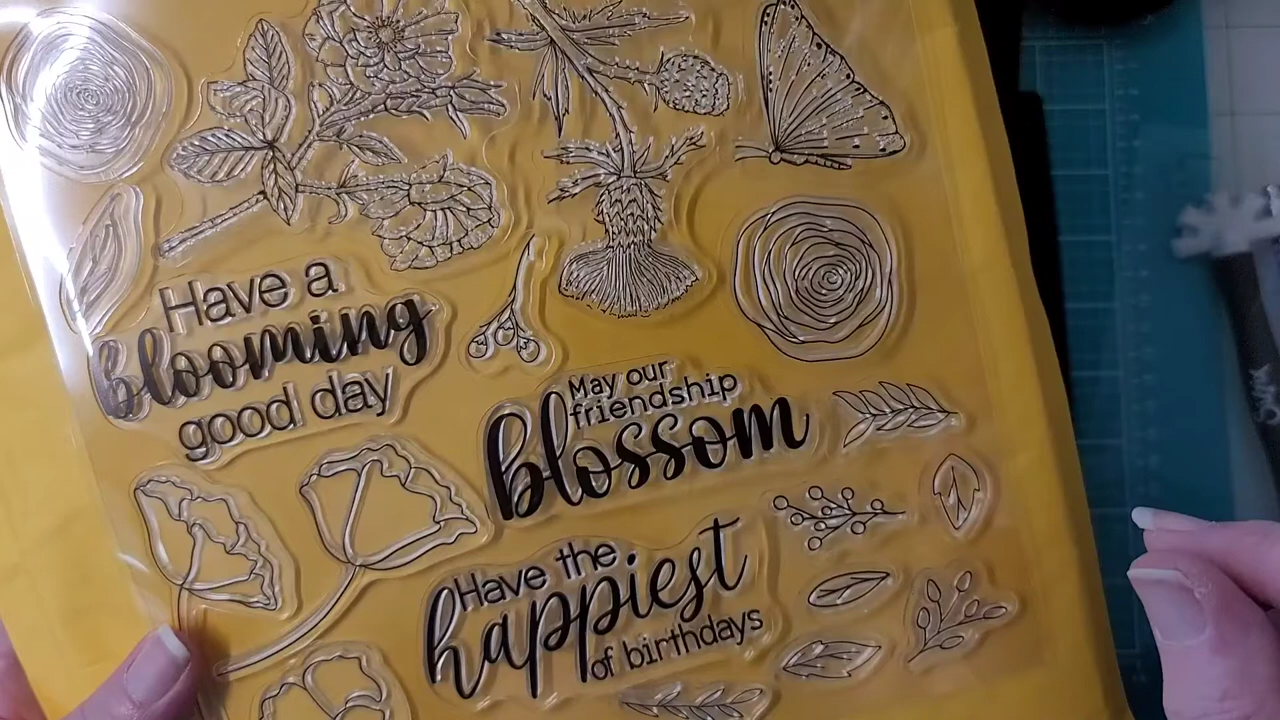 Have a
blooming
good day
May our
friendship
blossom
Have the
happiest
of birthdays